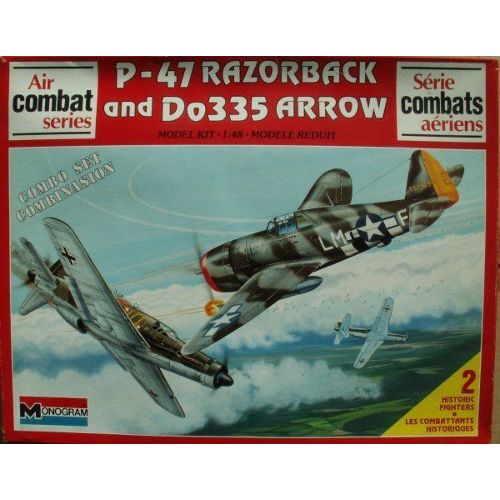 Air
combat
series
P-47 RAZORBACK
and Do335 ARROW
Série
combats
aériens
MODEL KIT • 1:48 • MODELE REDUIT
COMBO SET
COMBINASION
LM
F
MONOGRAM
2
HISTORIC
FIGHTERS
•
LES COMBATTANTS
HISTORIQUES